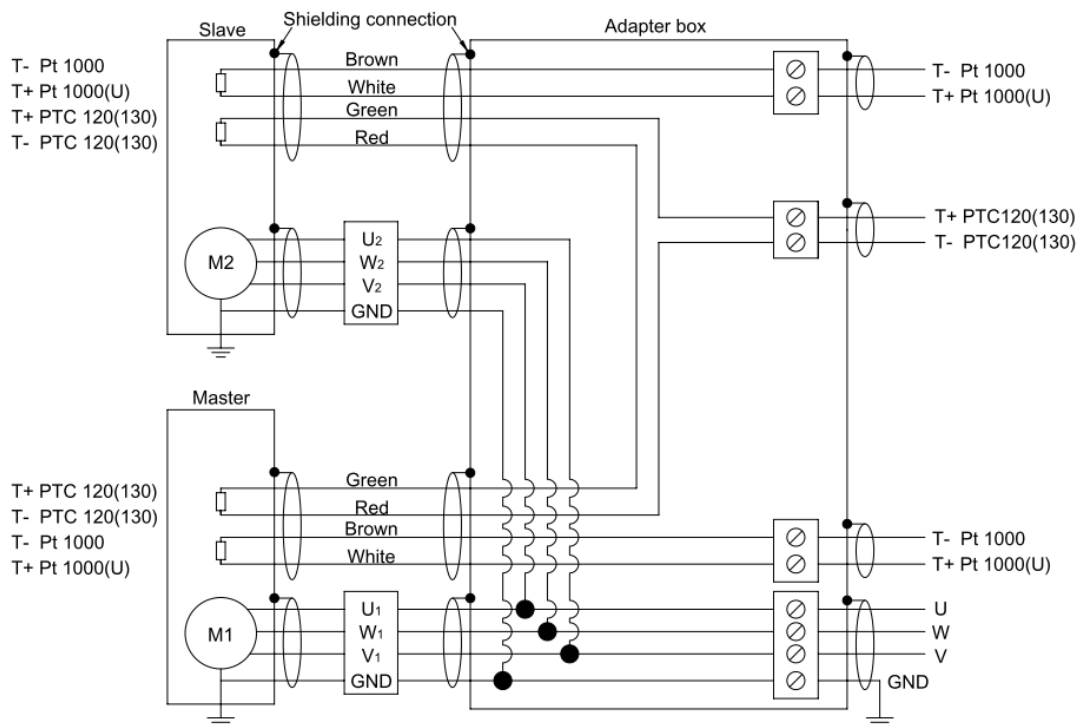 Shielding connection
Slave
Adapter box
T- Pt 1000
T+ Pt 1000(U)
T+ PTC 120(130)
T- PTC 120(130)
Brown
White
Green
Red
T- Pt 1000
T+ Pt 1000(U)
T+ PTC120(130)
T- PTC120(130)
M2
U2
W2
V2
GND
Master
T+ PTC 120(130)
T- PTC 120(130)
T- Pt 1000
T+ Pt 1000(U)
Green
Red
Brown
White
T- Pt 1000
T+ Pt 1000(U)
M1
U1
W1
V1
GND
U
W
V
GND